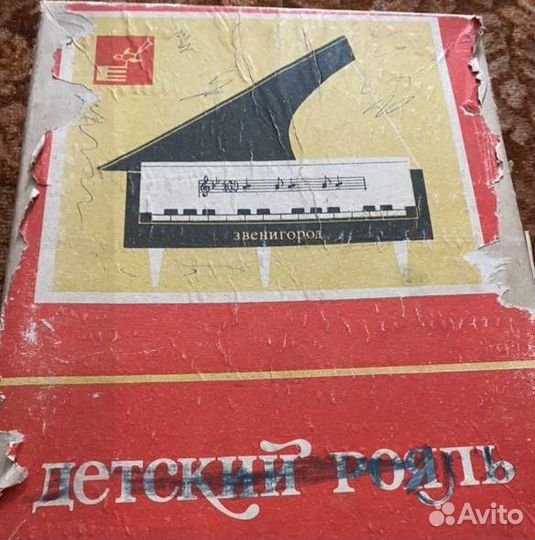 звенигород
детский рояль
Avito